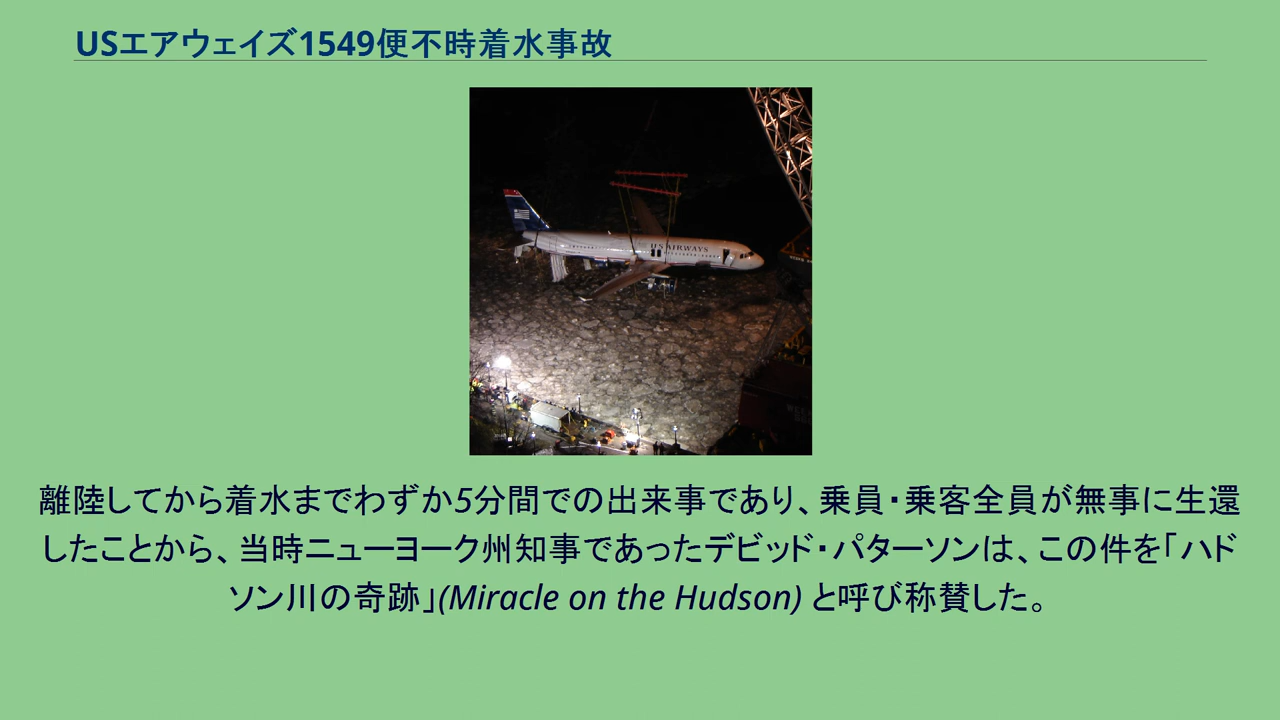 USエアウェイズ1549便不時着水事故
US AIRWAYS
離陸してから着水までわずか5分間での出来事であり、乗員・乗客全員が無事に生還
したことから、当時ニューヨーク州知事であったデビッド・パターソンは、この件を「ハド
ソン川の奇跡」(Miracle on the Hudson) と呼び称賛した。